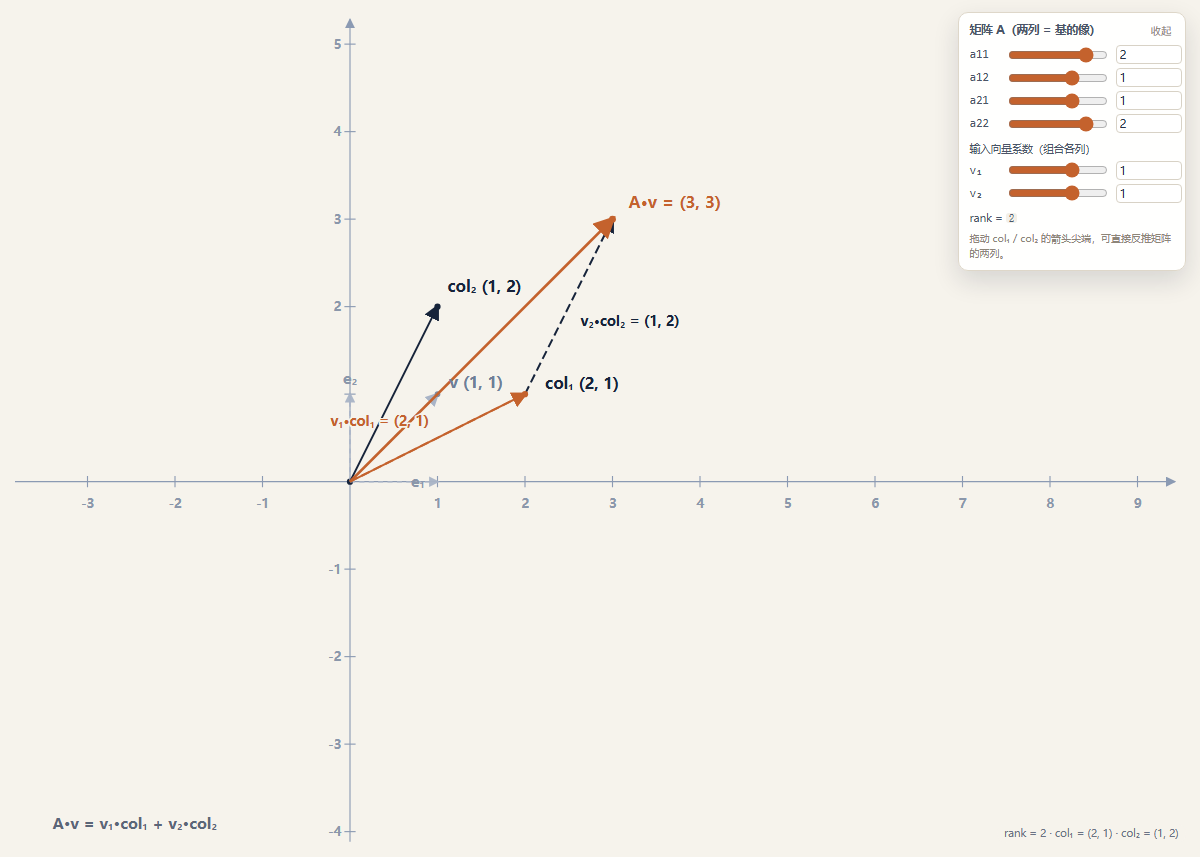 矩阵 A（两列 = 基的像）
收起
a11 2
a12 1
a21 1
a22 2
输入向量系数（组合各列）
v₁ 1
v₂ 1
rank = 2
拖动 col₁ / col₂ 的箭头尖端，可直接反推矩阵
的两列。
5
4
3
2
-1
-2
-3
-4
A•v = (3, 3)
col₂ (1, 2)
v₂•col₂ = (1, 2)
e₂
v (1, 1)
col₁ (2, 1)
v₁•col₁ = (2, 1)
e₁
-3 -2 -1 1 2 3 4 5 6 7 8 9
A•v = v₁•col₁ + v₂•col₂
rank = 2 · col₁ = (2, 1) · col₂ = (1, 2)